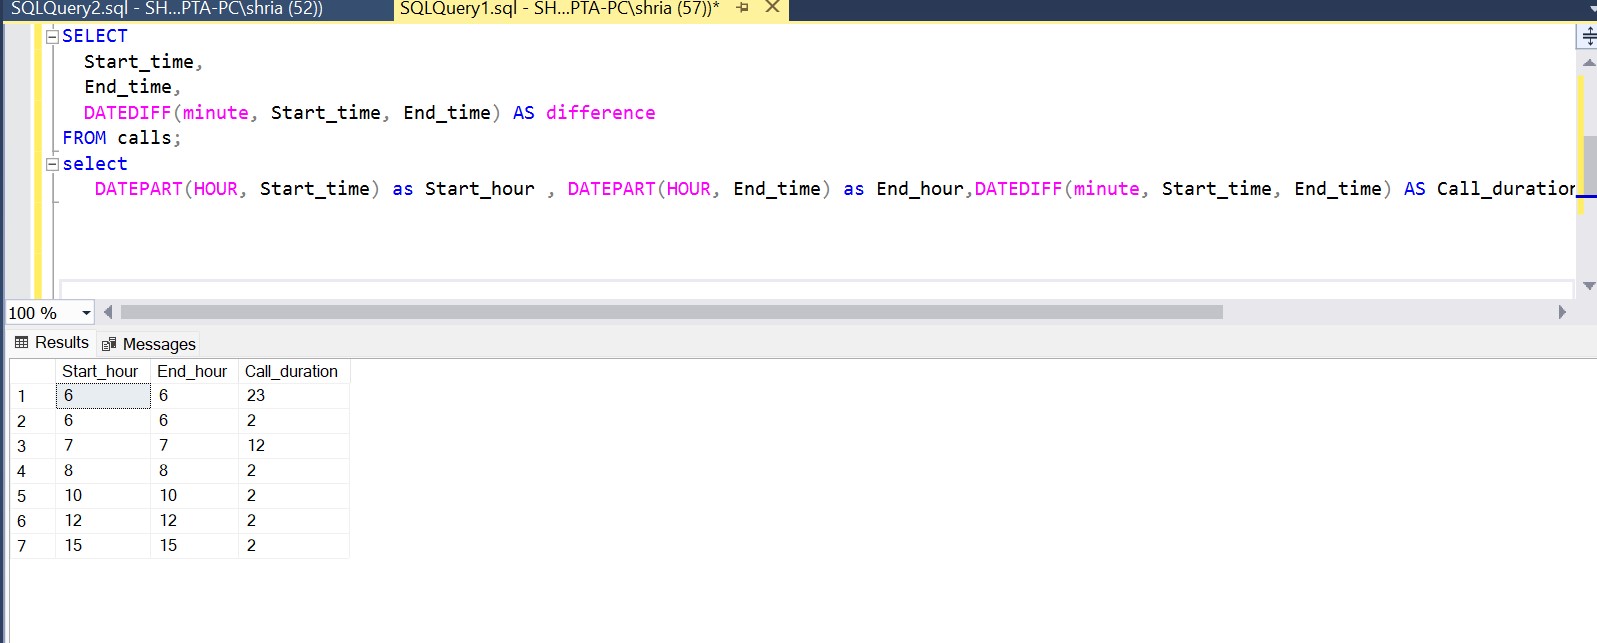 SQLQuery2.sql - SH...PTA-PC\shria (52))
SQLQuery1.sql - SH...PTA-PC\shria (57))*
SELECT
Start_time,
End_time,
DATEDIFF(minute, Start_time, End_time) AS difference
FROM calls;
select
DATEPART(HOUR, Start_time) as Start_hour , DATEPART(HOUR, End_time) as End_hour,DATEDIFF(minute, Start_time, End_time) AS Call_duration
100 %
Results Messages
Start_hour End_hour Call_duration
1 6 6 23
2 6 6 2
3 7 7 12
4 8 8 2
5 10 10 2
6 12 12 2
7 15 15 2